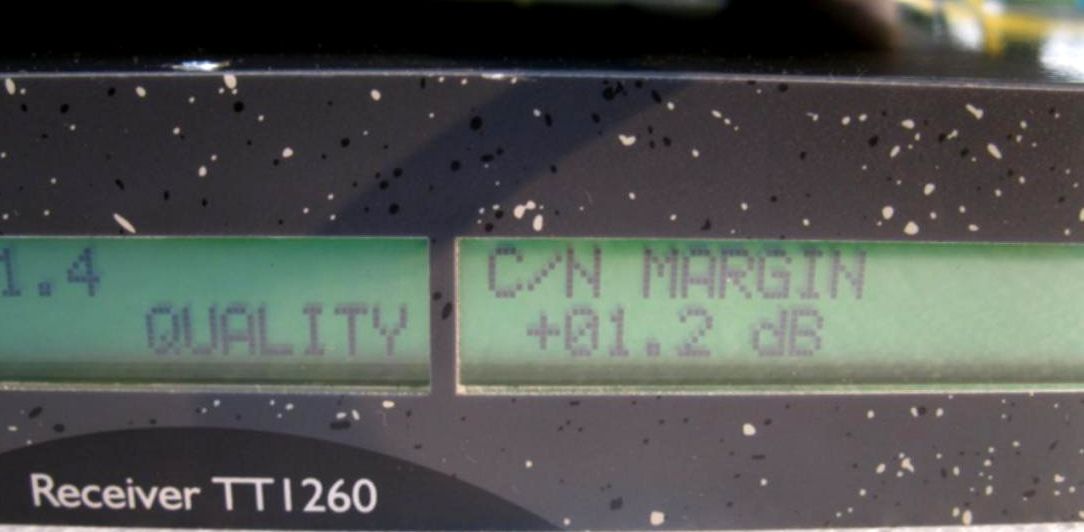 1.4
QUALITY
C/N MARGIN
+01.2 dB
Receiver TT1260